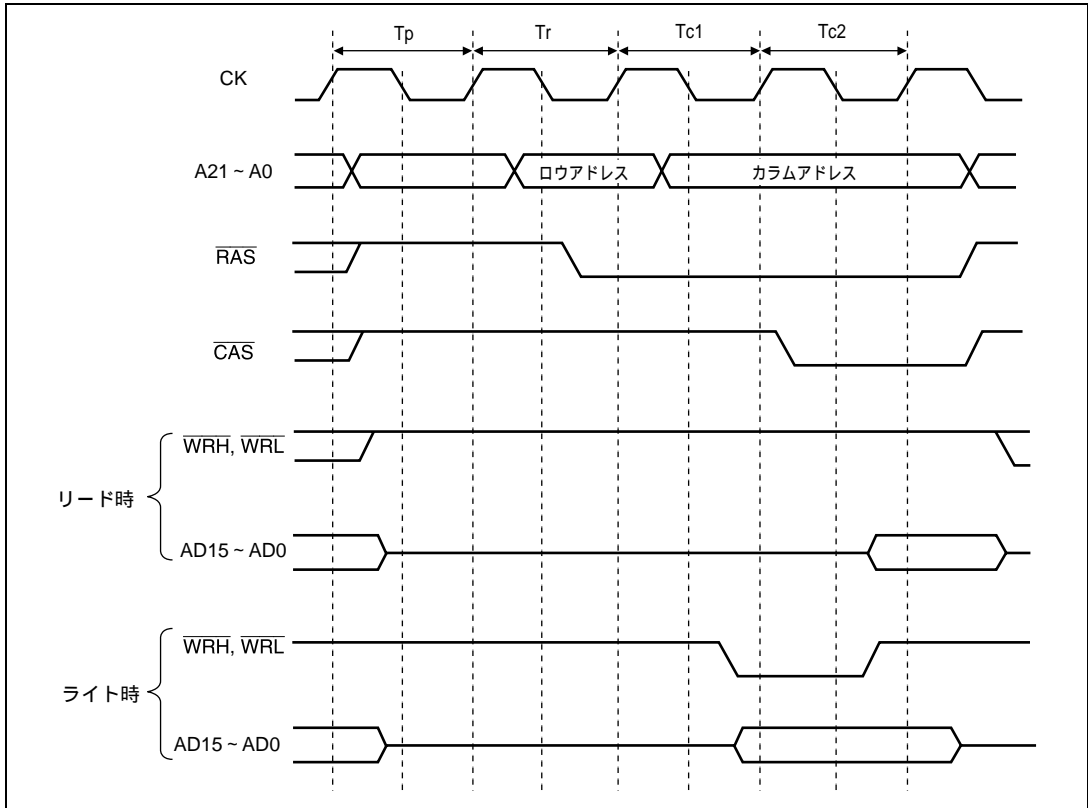 Tp Tr Tc1 Tc2
CK
A21 ~ A0 ロウアドレス カラムアドレス
RAS
CAS
WRH, WRL
リード時
AD15 ~ AD0
WRH, WRL
ライト時
AD15 ~ AD0